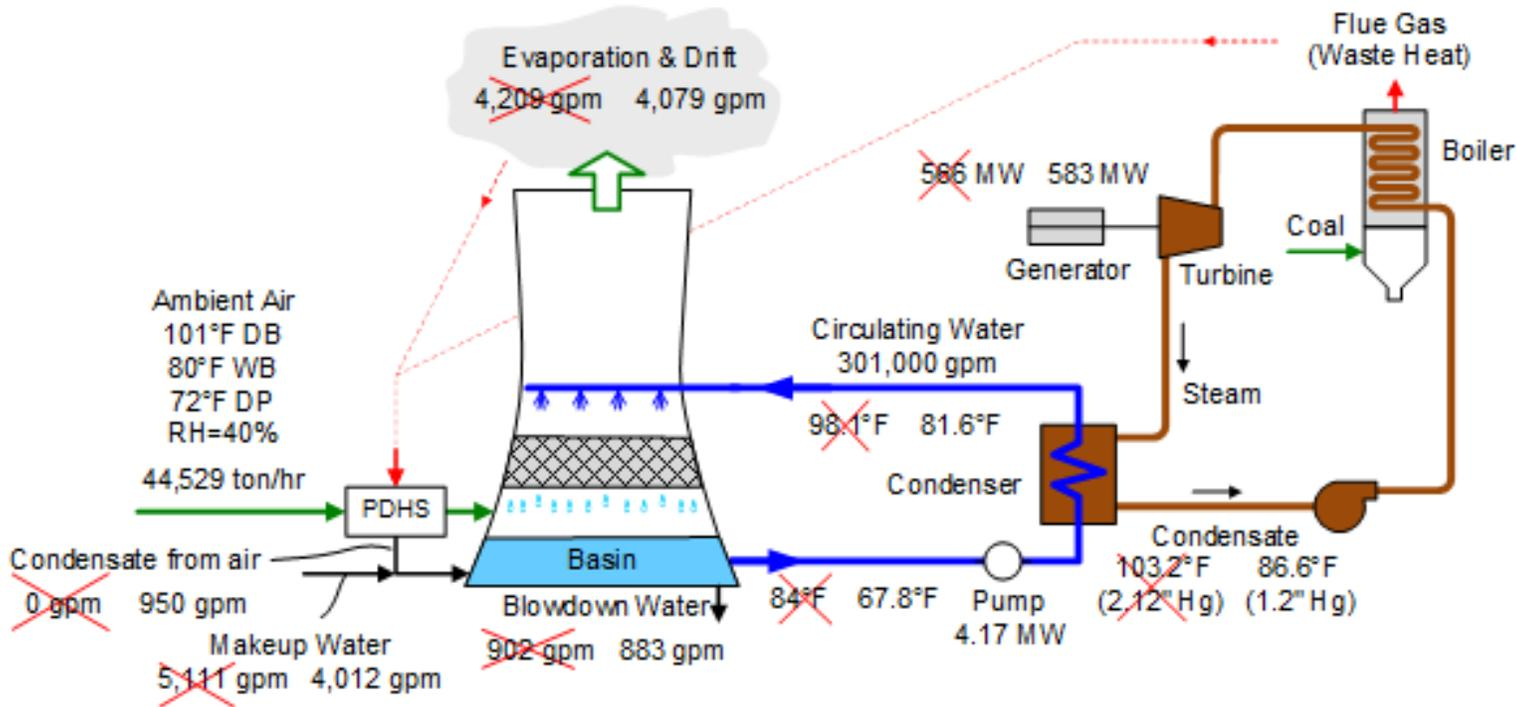 Flue Gas
(Waste Heat)
Evaporation & Drift
4,209 gpm 4,079 gpm
Boiler
566 MW 583 MW
Coal
Generator
Turbine
Ambient Air
101°F DB
80°F WB
72°F DP
RH=40%
44,529 ton/hr
Circulating Water
301,000 gpm
98.1°F 81.6°F
Steam
Condenser
PDHS
Condensate from air
0 gpm 950 gpm
Makeup Water
5,111 gpm 4,012 gpm
Basin
Blowdown Water
902 gpm 883 gpm
84°F 67.8°F
Pump
4.17 MW
Condensate
103.2°F 86.6°F
(2.12" Hg) (1.2" Hg)